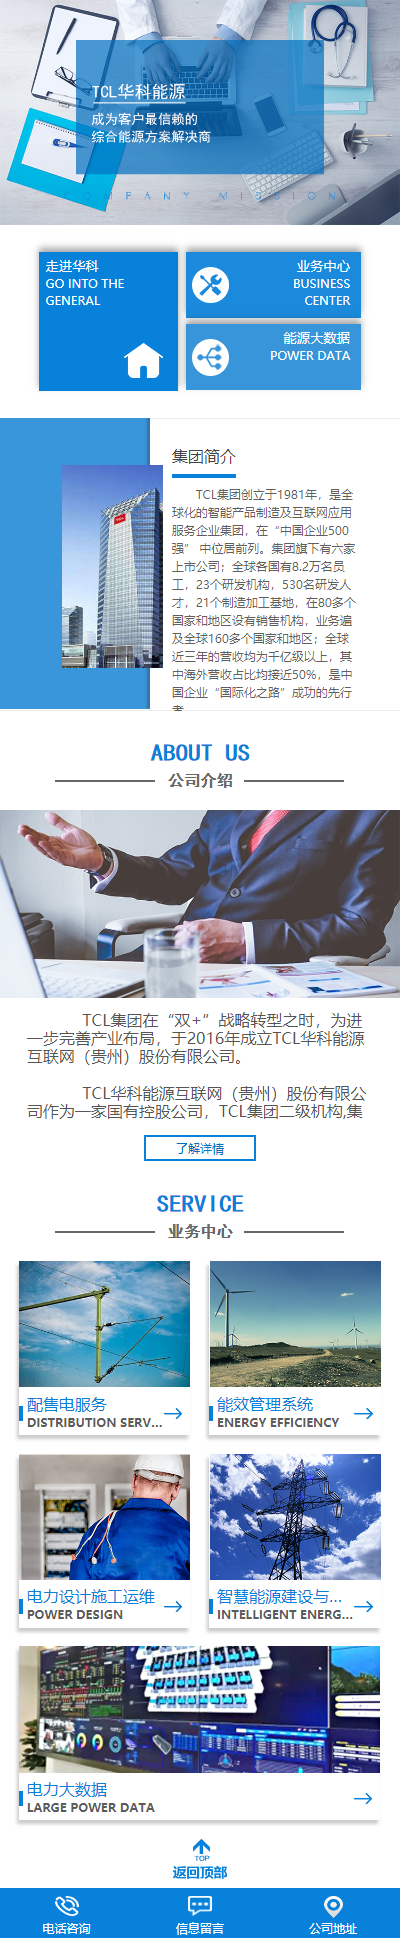 TCL华科能源
成为客户最信赖的
综合能源方案解决商
COMPANY MISSION
走进华科
GO INTO THE
GENERAL
业务中心
BUSINESS
CENTER
能源大数据
POWER DATA
集团简介
TCL集团创立于1981年，是全
球化的智能产品制造及互联网应用
服务企业集团，在“中国企业500
强” 中位居前列。集团旗下有六家
上市公司；全球各国有8.2万名员
工，23个研发机构，530名研发人
才，21个制造加工基地，在80多个
国家和地区设有销售机构，业务遍
及全球160多个国家和地区；全球
近三年的营收均为千亿级以上，其
中海外营收占比均接近50%，是中
国企业“国际化之路”成功的先行
者
ABOUT US
公司介绍
TCL集团在“双+”战略转型之时，为进
一步完善产业布局，于2016年成立TCL华科能源
互联网（贵州）股份有限公司。
TCL华科能源互联网（贵州）股份有限公
司作为一家国有控股公司，TCL集团二级机构,集
了解详情
SERVICE
业务中心
配售电服务
DISTRIBUTION SERV...
能效管理系统
ENERGY EFFICIENCY
电力设计施工运维
POWER DESIGN
智慧能源建设与...
INTELLIGENT ENERG...
电力大数据
LARGE POWER DATA
TOP
返回顶部
电话咨询
信息留言
公司地址